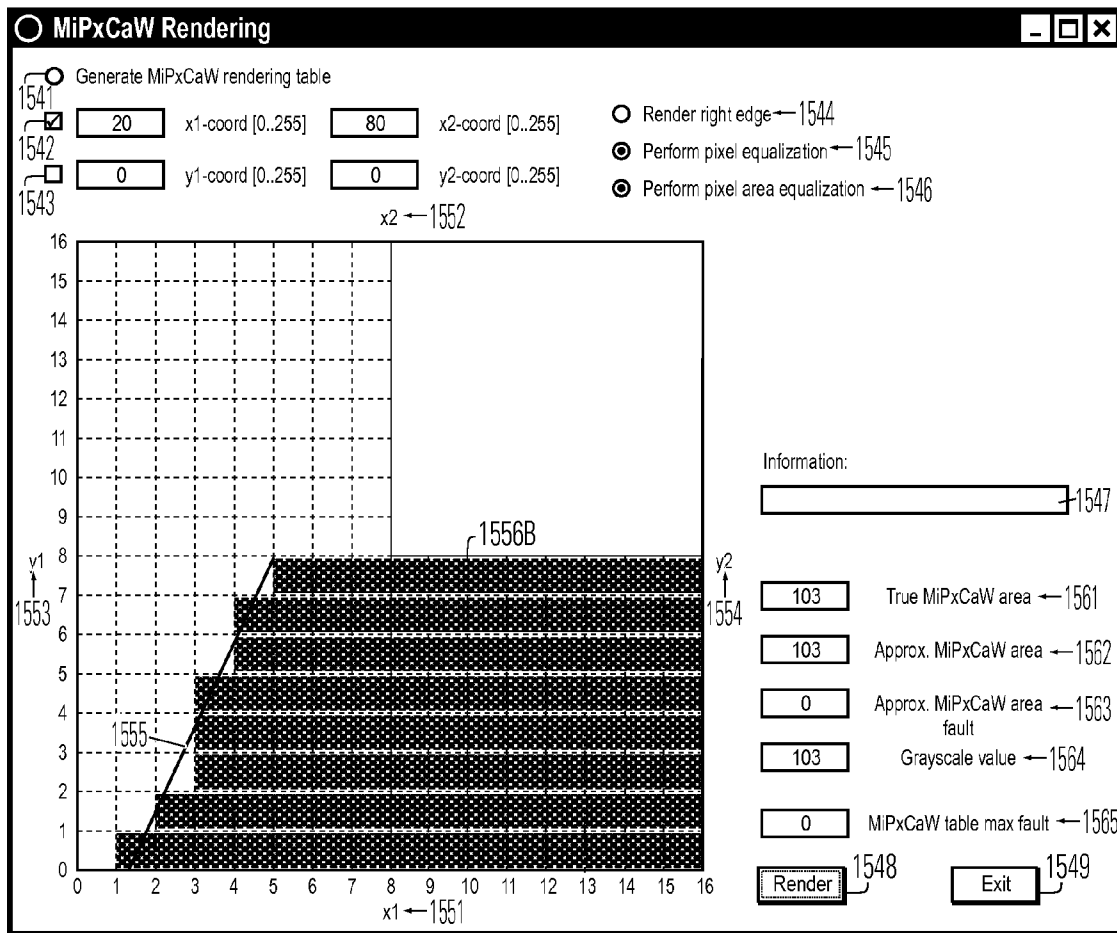 MiPxCaW Rendering
Generate MiPxCaW rendering table
1541
20 x1-coord [0..255] 80 x2-coord [0..255]
1542
0 y1-coord [0..255] 0 y2-coord [0..255]
1543
Render right edge 1544
Perform pixel equalization 1545
Perform pixel area equalization 1546
x2 1552
16
15
14
13
12
11
10
9
8
7
6
5
4
3
2
1
0
y1
1553
1555
1556B
y2
1554
0 1 2 3 4 5 6 7 8 9 10 11 12 13 14 15 16
x1 1551
Information:
1547
103 True MiPxCaW area 1561
103 Approx. MiPxCaW area 1562
0 Approx. MiPxCaW area 1563
fault
103 Grayscale value 1564
0 MiPxCaW table max fault 1565
Render 1548 Exit 1549